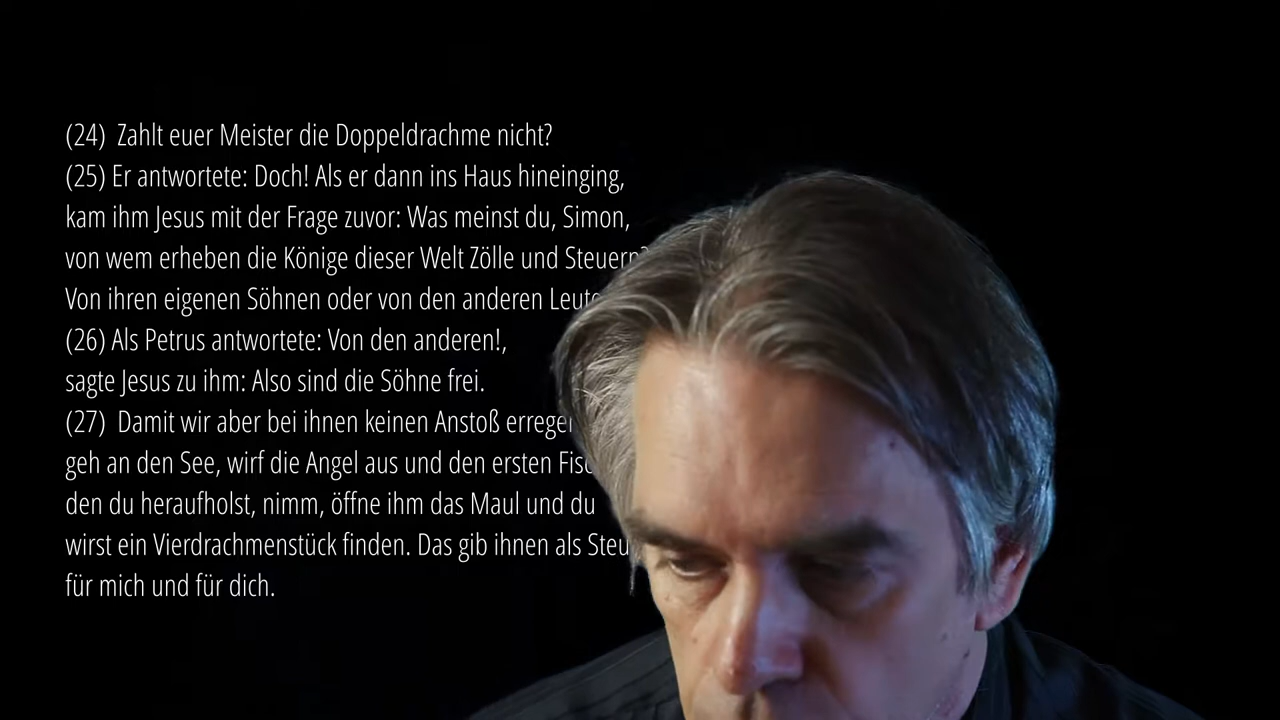 (24) Zahlt euer Meister die Doppeldrachme nicht?
(25) Er antwortete: Doch! Als er dann ins Haus hineinging,
kam ihm Jesus mit der Frage zuvor: Was meinst du, Simon,
von wem erheben die Könige dieser Welt Zölle und Steuern?
Von ihren eigenen Söhnen oder von den anderen
(26) Als Petrus antwortete: Von den anderen!,
sagte Jesus zu ihm: Also sind die Söhne frei.
(27) Damit wir aber bei ihnen keinen Anstoß
geh an den See, wirf die Angel aus und den ersten
den du heraufholst, nimm, öffne ihm das Maul und du
wirst ein Vierdrachmenstück finden. Das gib ihnen als
für mich und für dich.